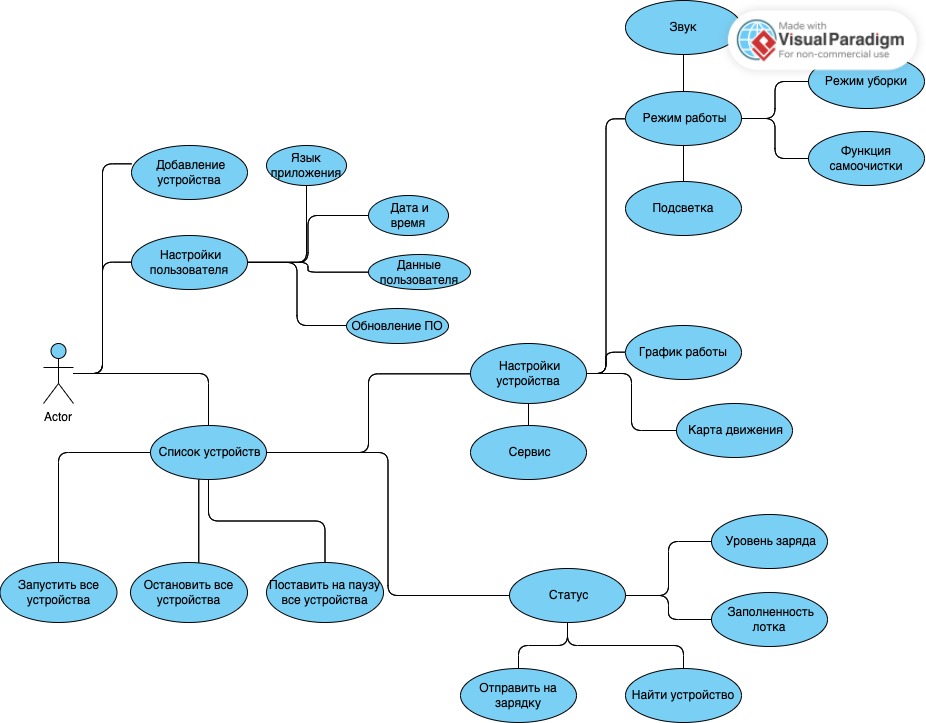 Звук
Made with
Visual Paradigm
For non-commercial use
Режим уборки
Режим работы
Функция
самоочистки
Подсветка
Добавление
устройства
Язык
приложения
Дата и
время
Настройки
пользователя
Данные
пользователя
Обновление ПО
График работы
Настройки
устройства
Actor
Карта движения
Список устройств
Сервис
Уровень заряда
Запустить все
устройства
Остановить все
устройства
Поставить на паузу
все устройства
Статус
Заполненность
лотка
Отправить на
зарядку
Найти устройство